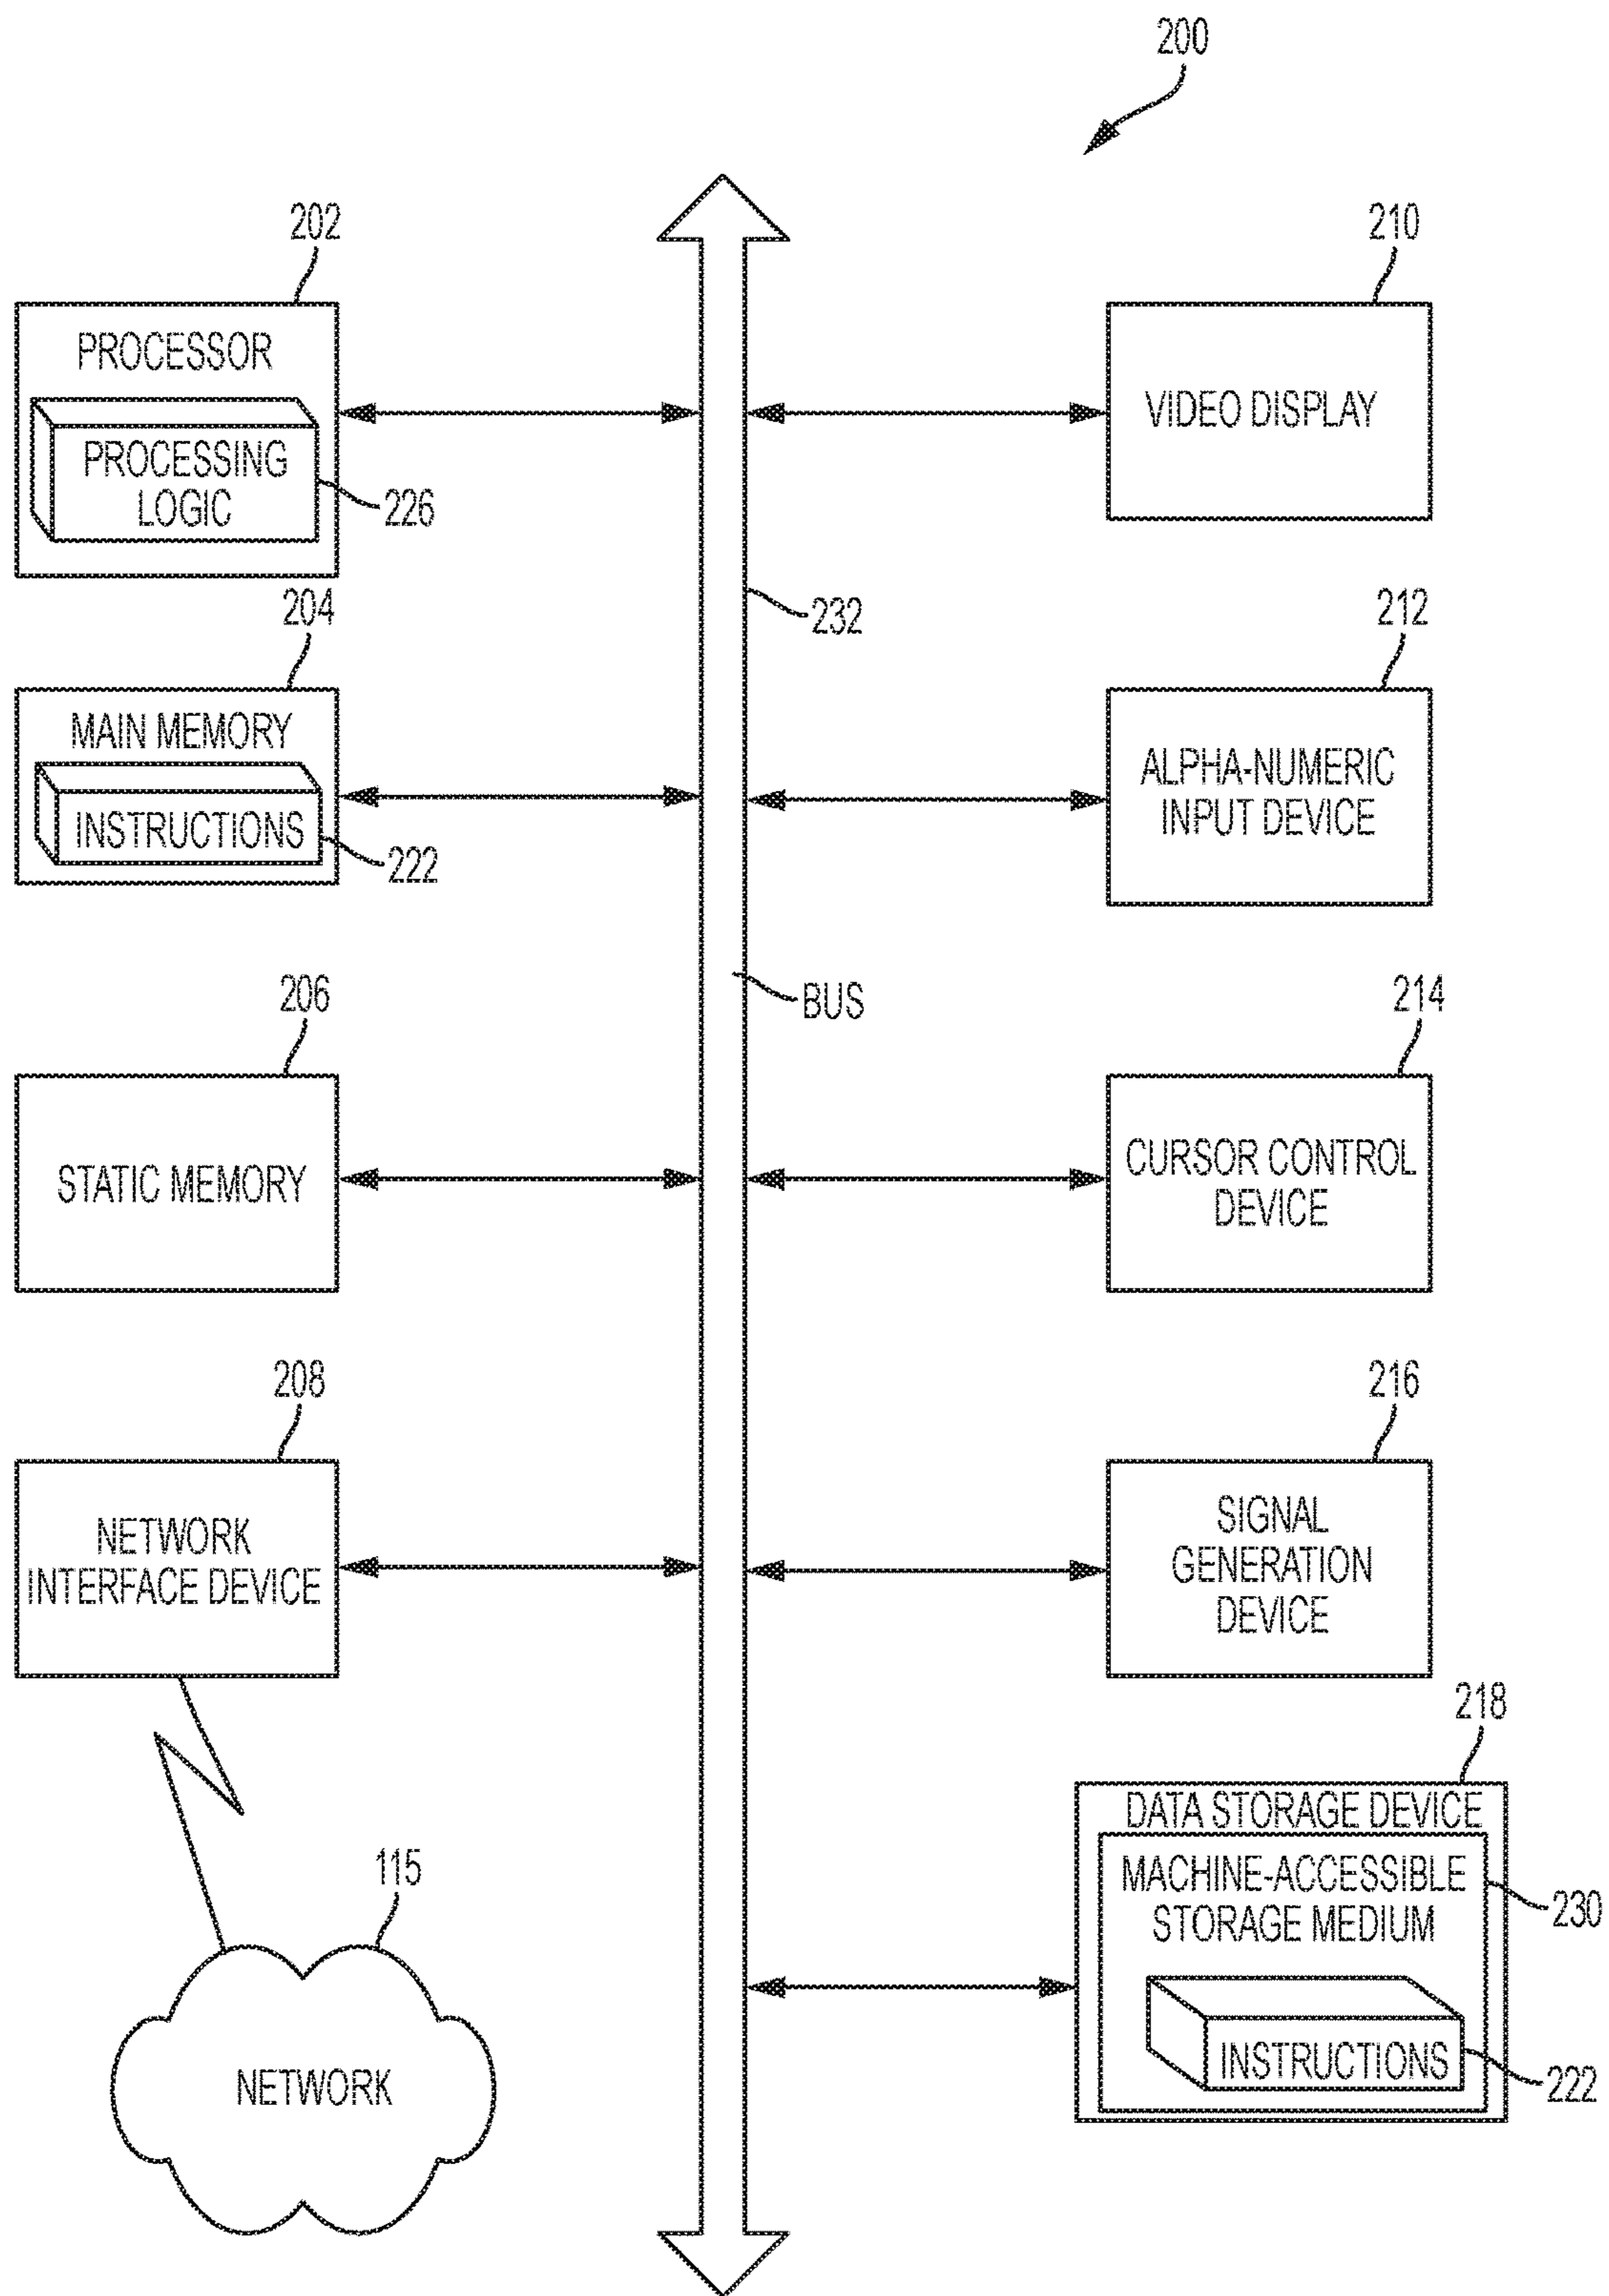 200
202
PROCESSOR
PROCESSING
LOGIC
226
210
VIDEO DISPLAY
232
204
MAIN MEMORY
INSTRUCTIONS
222
212
ALPHA-NUMERIC
INPUT DEVICE
BUS
206
STATIC MEMORY
214
CURSOR CONTROL
DEVICE
208
NETWORK
INTERFACE DEVICE
216
SIGNAL
GENERATION
DEVICE
115
NETWORK
218
DATA STORAGE DEVICE
MACHINE-ACCESSIBLE
STORAGE MEDIUM
230
INSTRUCTIONS
222